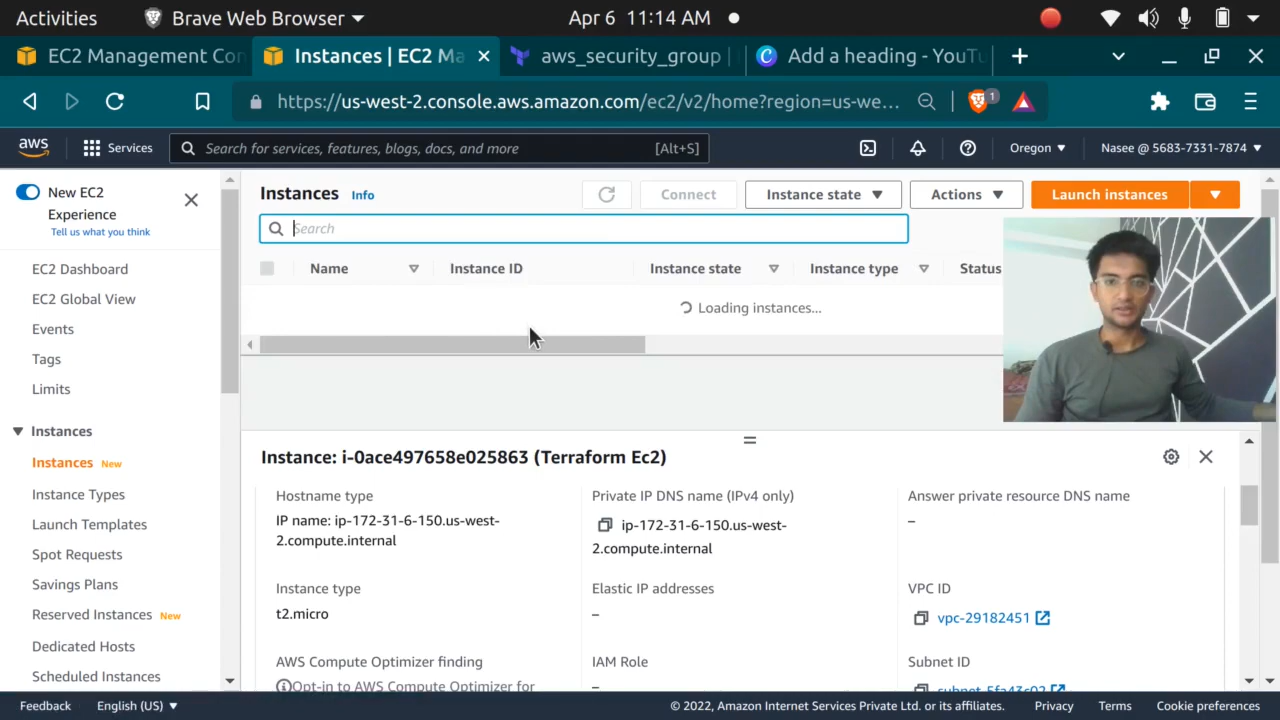 Activities
Brave Web Browser
Apr 6 11:14 AM
EC2 Management Con
Instances | EC2 Ma
aws_security_group |
Add a heading - YouTu
https://us-west-2.console.aws.amazon.com/ec2/v2/home?region=us-we...
1
aws
Services
Search for services, features, blogs, docs, and more
[Alt+S]
Oregon
Nasee @ 5683-7331-7874
New EC2
Experience
Tell us what you think
EC2 Dashboard
EC2 Global View
Events
Tags
Limits
Instances
Instances New
Instance Types
Launch Templates
Spot Requests
Savings Plans
Reserved Instances New
Dedicated Hosts
Scheduled Instances
Instances Info
Connect
Instance state
Actions
Launch instances
Search
Name
Instance ID
Instance state
Instance type
Status
Loading instances...
Instance: i-0ace497658e025863 (Terraform Ec2)
Hostname type
IP name: ip-172-31-6-150.us-west-
2.compute.internal
Private IP DNS name (IPv4 only)
ip-172-31-6-150.us-west-
2.compute.internal
Answer private resource DNS name
–
Instance type
t2.micro
Elastic IP addresses
–
VPC ID
vpc-29182451
AWS Compute Optimizer finding
Opt-in to AWS Compute Optimizer for
IAM Role
–
Subnet ID
subnet-5fa43c02
Feedback
English (US)
© 2022, Amazon Internet Services Private Ltd. or its affiliates.
Privacy
Terms
Cookie preferences